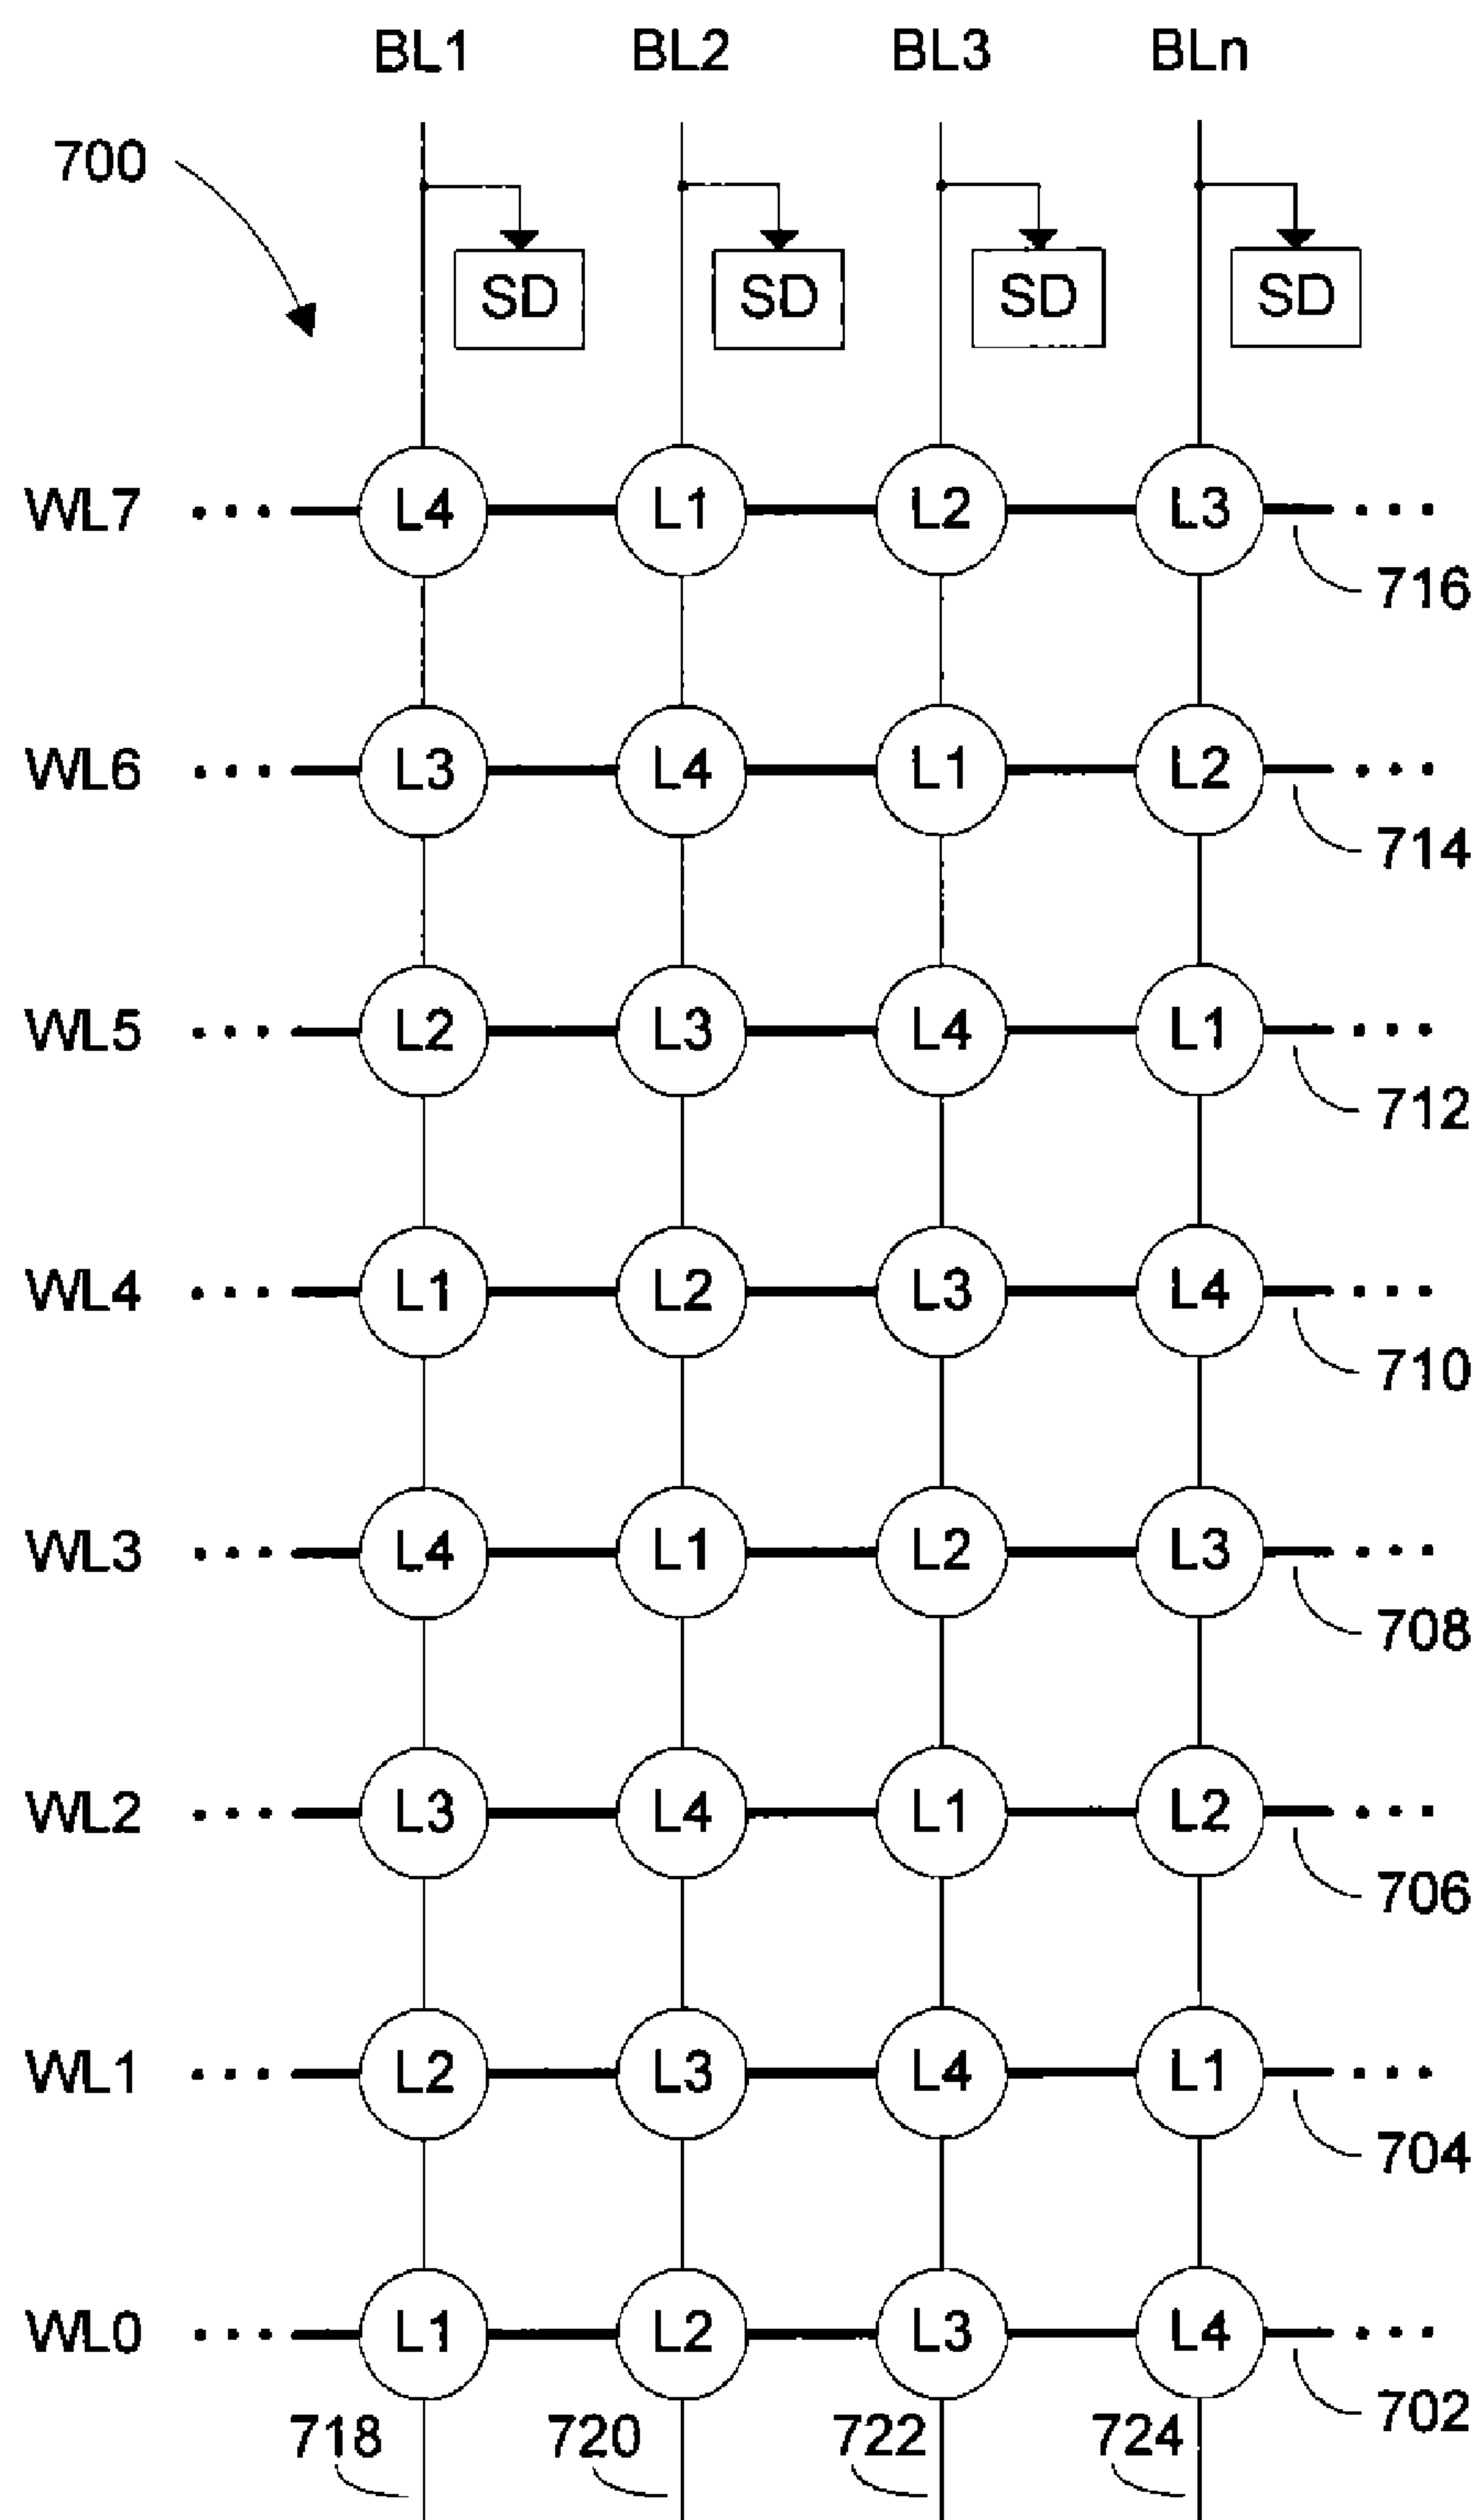 BL1 BL2 BL3 BLn
700
SD SD SD SD
WL7 ... L4 L1 L2 L3 ...
716
WL6 ... L3 L4 L1 L2 ...
714
WL5 ... L2 L3 L4 L1 ...
712
WL4 ... L1 L2 L3 L4 ...
710
WL3 ... L4 L1 L2 L3 ...
708
WL2 ... L3 L4 L1 L2 ...
706
WL1 ... L2 L3 L4 L1 ...
704
WL0 ... L1 L2 L3 L4 ...
702
718 720 722 724